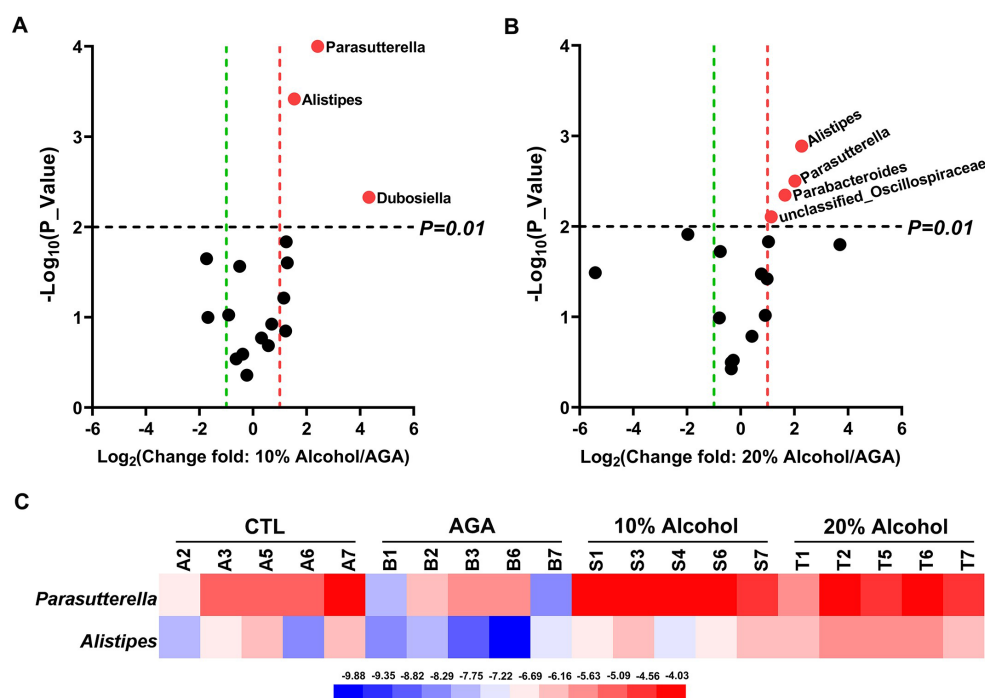 A
4
3
2
1
0
-Log10(P_Value)
Parasutterella
Alistipes
Dubosiella
P=0.01
-6 -4 -2 0 2 4 6
Log2(Change fold: 10% Alcohol/AGA)
B
4
3
2
1
0
-Log10(P_Value)
Alistipes
Parasutterella
Parabacteroides
unclassified_Oscillospiraceae
P=0.01
-6 -4 -2 0 2 4 6
Log2(Change fold: 20% Alcohol/AGA)
C
CTL AGA 10% Alcohol 20% Alcohol
A2 A3 A5 A6 A7 B1 B2 B3 B6 B7 S1 S3 S4 S6 S7 T1 T2 T5 T6 T7
Parasutterella
Alistipes
-9.88 -9.35 -8.82 -8.29 -7.75 -7.22 -6.69 -6.16 -5.63 -5.09 -4.56 -4.03